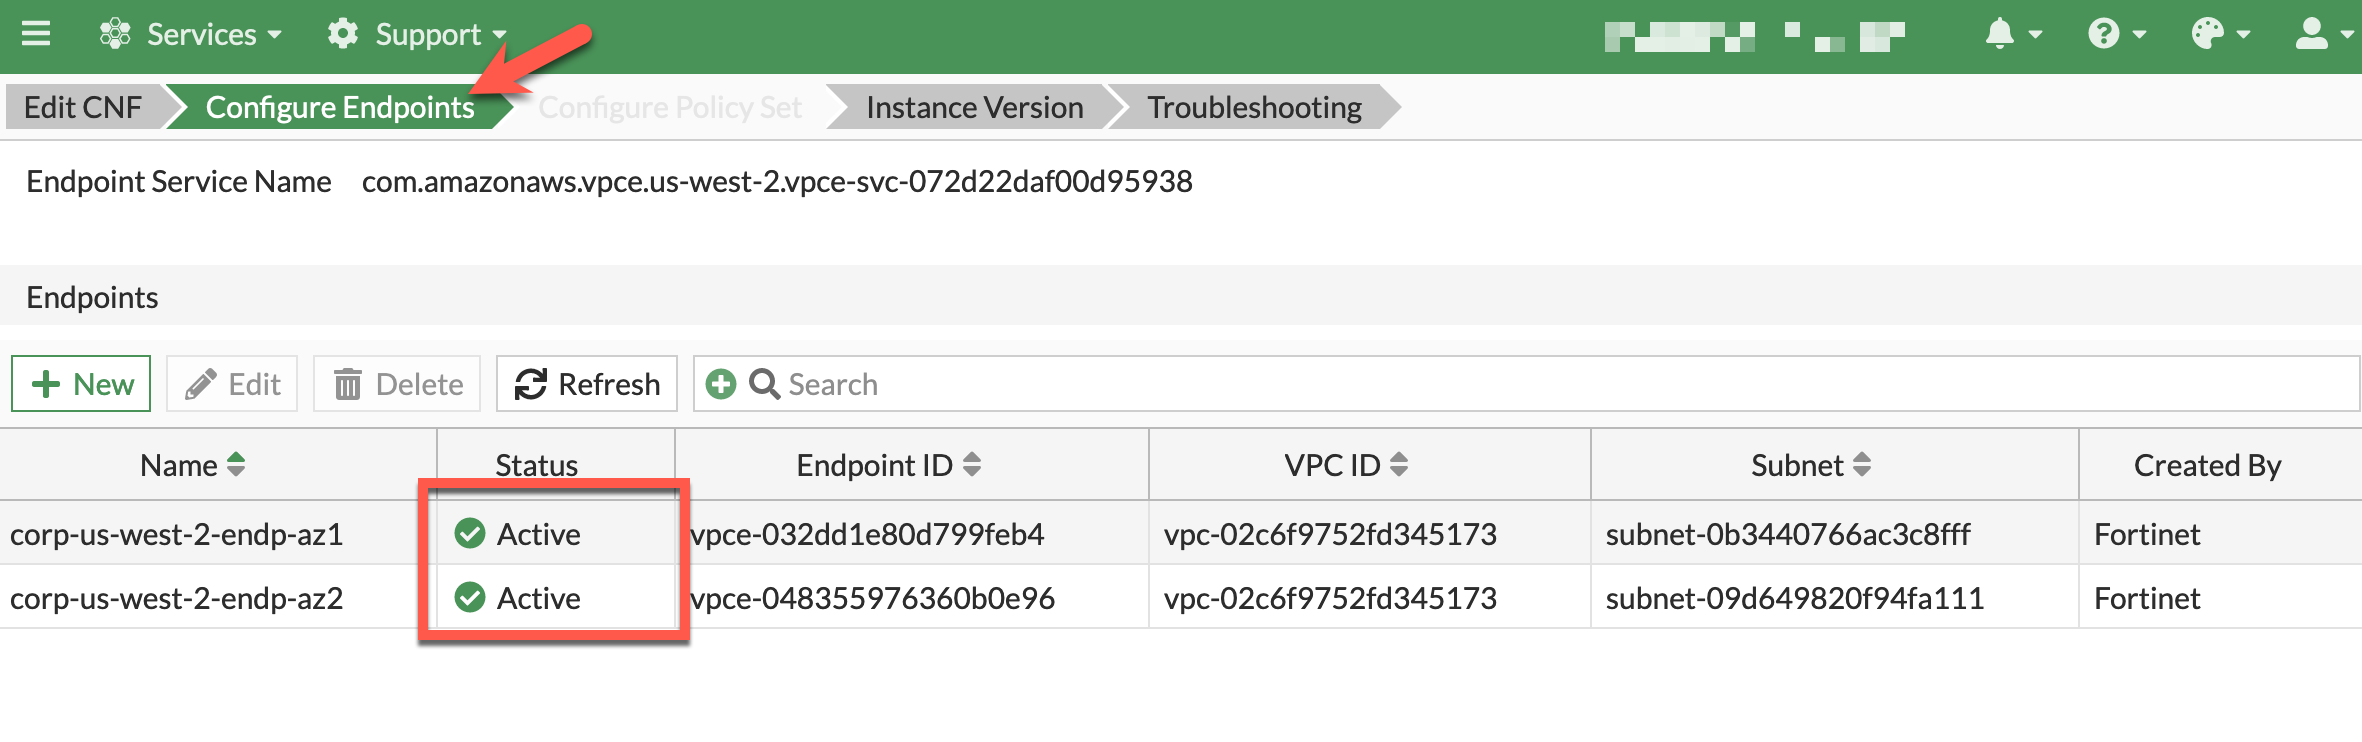 Services Support
Edit CNF Configure Endpoints Configure Policy Set Instance Version Troubleshooting
Endpoint Service Name com.amazonaws.vpce.us-west-2.vpce-svc-072d22daf00d95938
Endpoints
New Edit Delete Refresh Search
Name Status Endpoint ID VPC ID Subnet Created By
corp-us-west-2-endp-az1 Active vpce-032dd1e80d799feb4 vpc-02c6f9752fd345173 subnet-0b3440766ac3c8fff Fortinet
corp-us-west-2-endp-az2 Active vpce-048355976360b0e96 vpc-02c6f9752fd345173 subnet-09d649820f94fa111 Fortinet